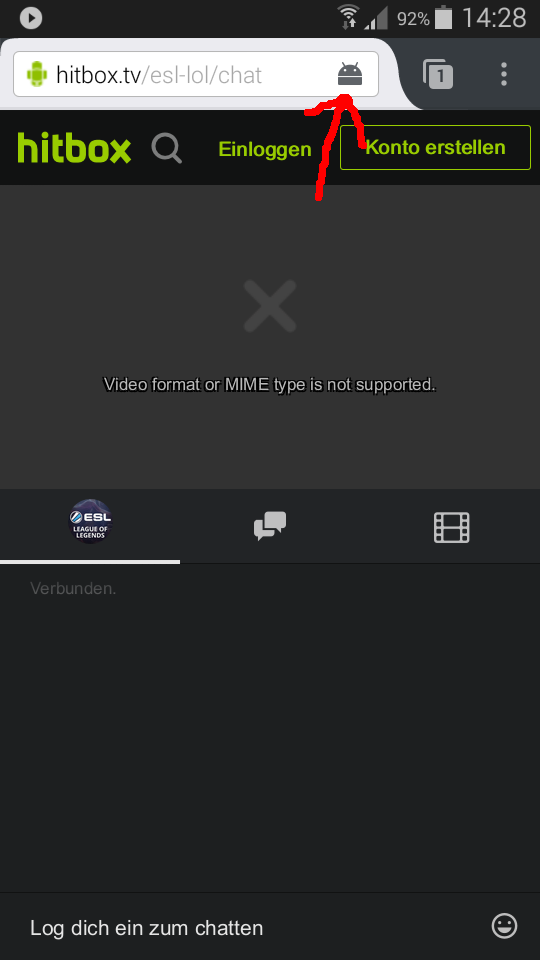 92% 14:28
hitbox.tv/esl-lol/chat 1
hitbox Einloggen Konto erstellen
Video format or MIME type is not supported.
ESL
LEAGUE OF
LEGENDS
Verbunden.
Log dich ein zum chatten